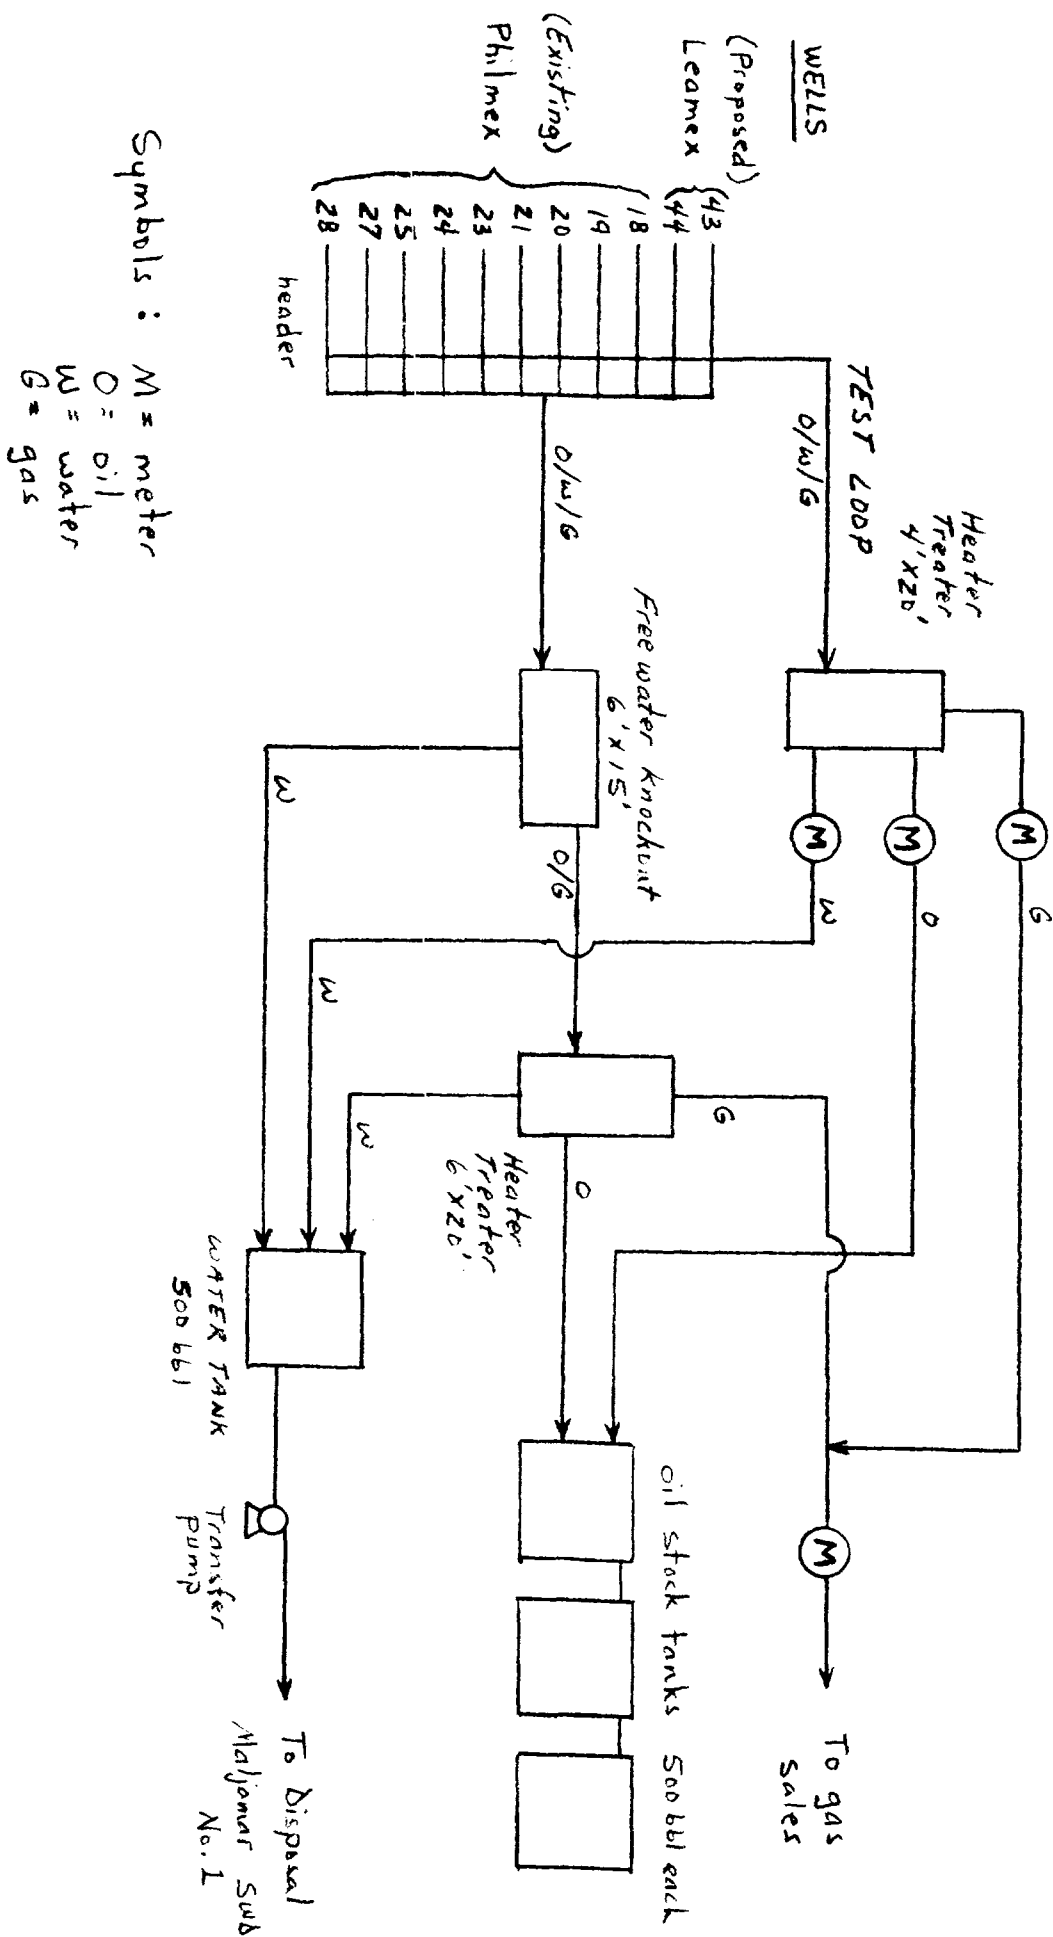 WELLS
(Proposed)
Leamex
43
44
(Existing)
Philmex
18
19
20
21
23
24
25
27
28
header
TEST LOOP
O/W/G
Heater
Treater
4'x20'
M
G
M
O
M
W
O/W/G
Free water knockout
6'x15'
O/G
W
W
W
G
O
Heater
Treater
6'x20'
M
To gas
sales
oil stock tanks 500 bbl each
WATER TANK
500 bbl
Transfer
pump
To Disposal
Maljamar SWD
No. 1
Symbols : M = meter
O = oil
W = water
G = gas